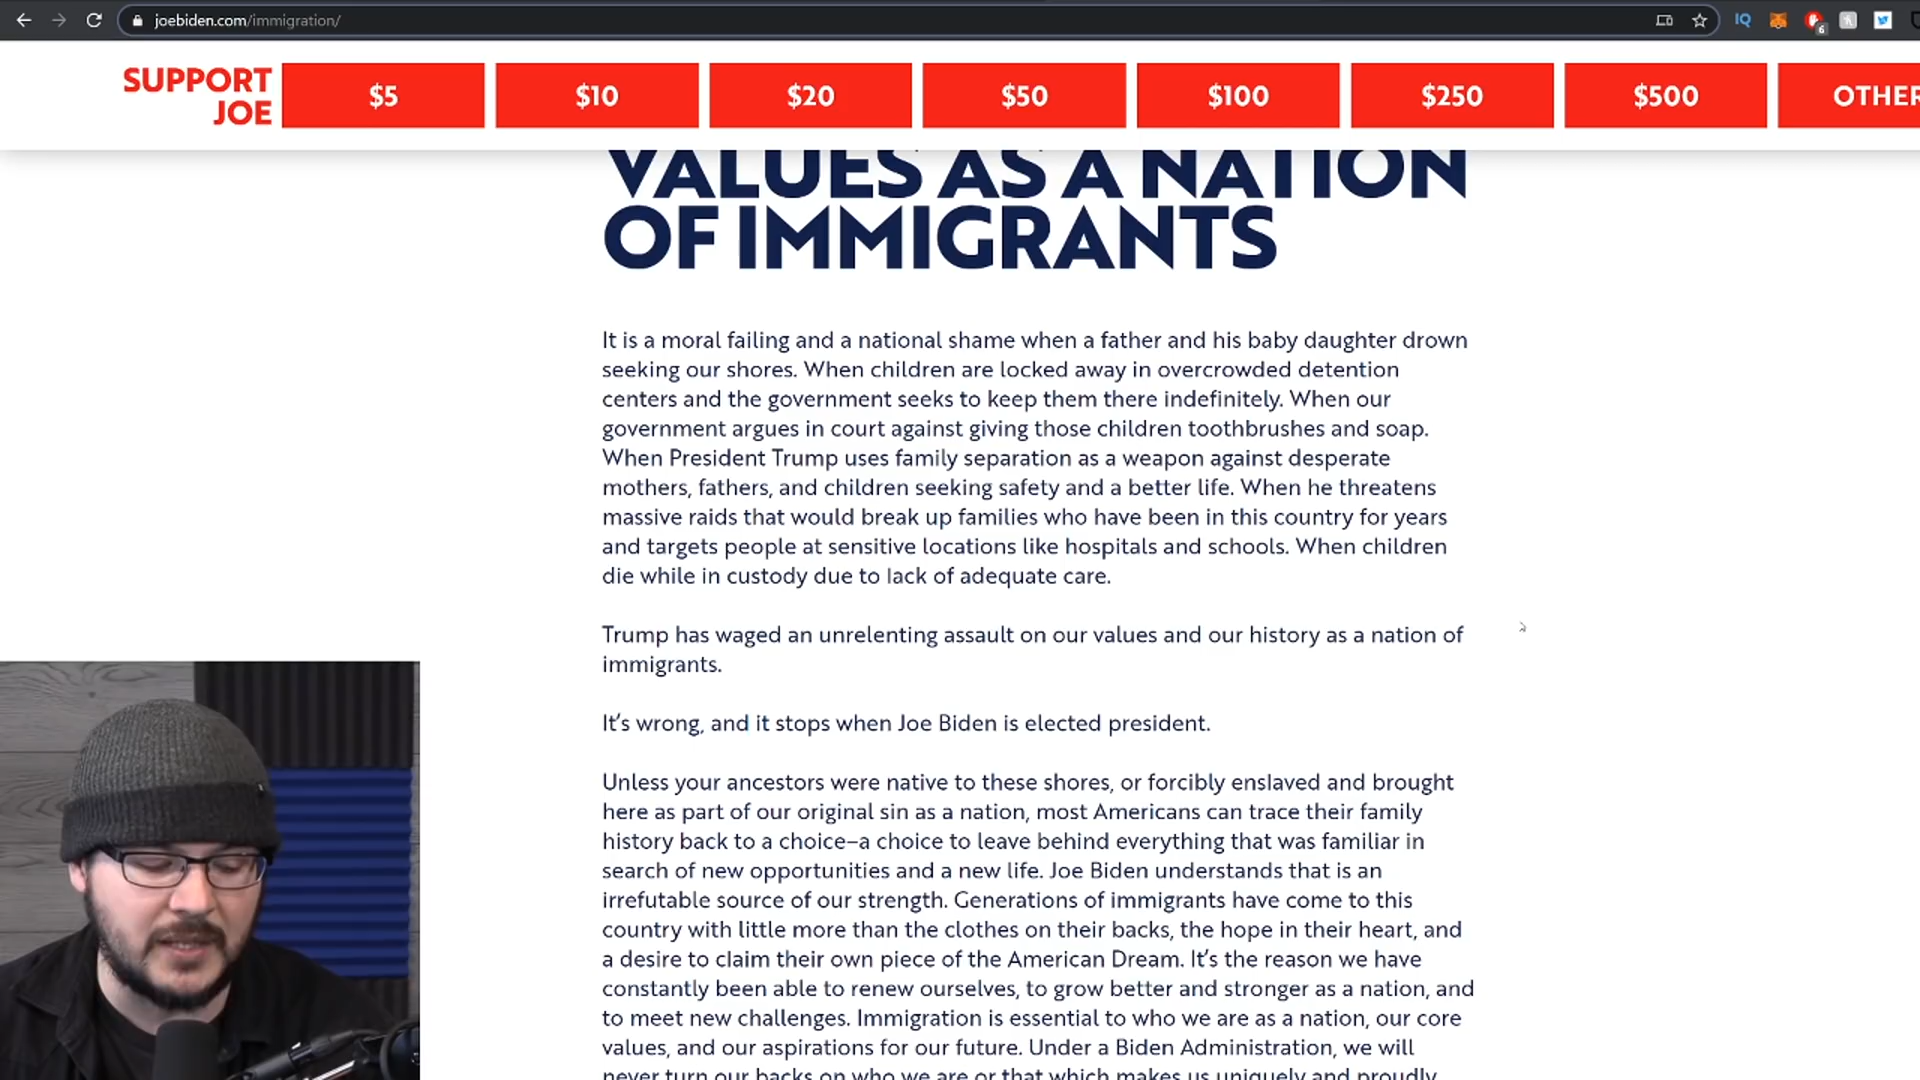 joebiden.com/immigration/
IQ
6
SUPPORT
JOE
$5
$10
$20
$50
$100
$250
$500
OTHER
VALUES AS A NATION
OF IMMIGRANTS
It is a moral failing and a national shame when a father and his baby daughter drown
seeking our shores. When children are locked away in overcrowded detention
centers and the government seeks to keep them there indefinitely. When our
government argues in court against giving those children toothbrushes and soap.
When President Trump uses family separation as a weapon against desperate
mothers, fathers, and children seeking safety and a better life. When he threatens
massive raids that would break up families who have been in this country for years
and targets people at sensitive locations like hospitals and schools. When children
die while in custody due to lack of adequate care.
Trump has waged an unrelenting assault on our values and our history as a nation of
immigrants.
It’s wrong, and it stops when Joe Biden is elected president.
Unless your ancestors were native to these shores, or forcibly enslaved and brought
here as part of our original sin as a nation, most Americans can trace their family
history back to a choice–a choice to leave behind everything that was familiar in
search of new opportunities and a new life. Joe Biden understands that is an
irrefutable source of our strength. Generations of immigrants have come to this
country with little more than the clothes on their backs, the hope in their heart, and
a desire to claim their own piece of the American Dream. It’s the reason we have
constantly been able to renew ourselves, to grow better and stronger as a nation, and
to meet new challenges. Immigration is essential to who we are as a nation, our core
values, and our aspirations for our future. Under a Biden Administration, we will
never turn our backs on who we are or that which makes us uniquely and proudly